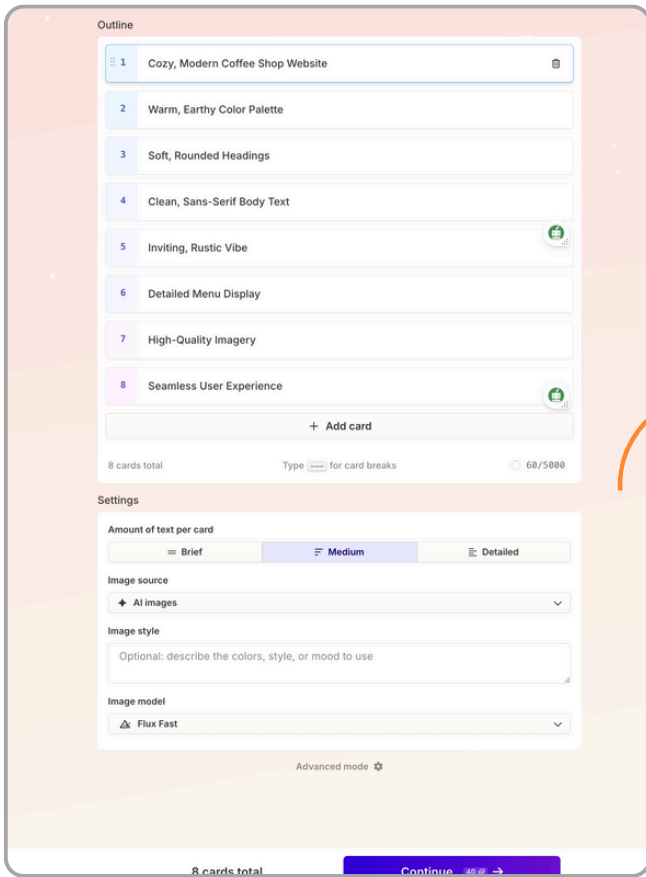 Outline
1 Cozy, Modern Coffee Shop Website
2 Warm, Earthy Color Palette
3 Soft, Rounded Headings
4 Clean, Sans-Serif Body Text
5 Inviting, Rustic Vibe
6 Detailed Menu Display
7 High-Quality Imagery
8 Seamless User Experience
+ Add card
8 cards total Type --- for card breaks 60/5000
Settings
Amount of text per card
Brief Medium Detailed
Image source
AI images
Image style
Optional: describe the colors, style, or mood to use
Image model
Flux Fast
Advanced mode
8 cards total Continue 40